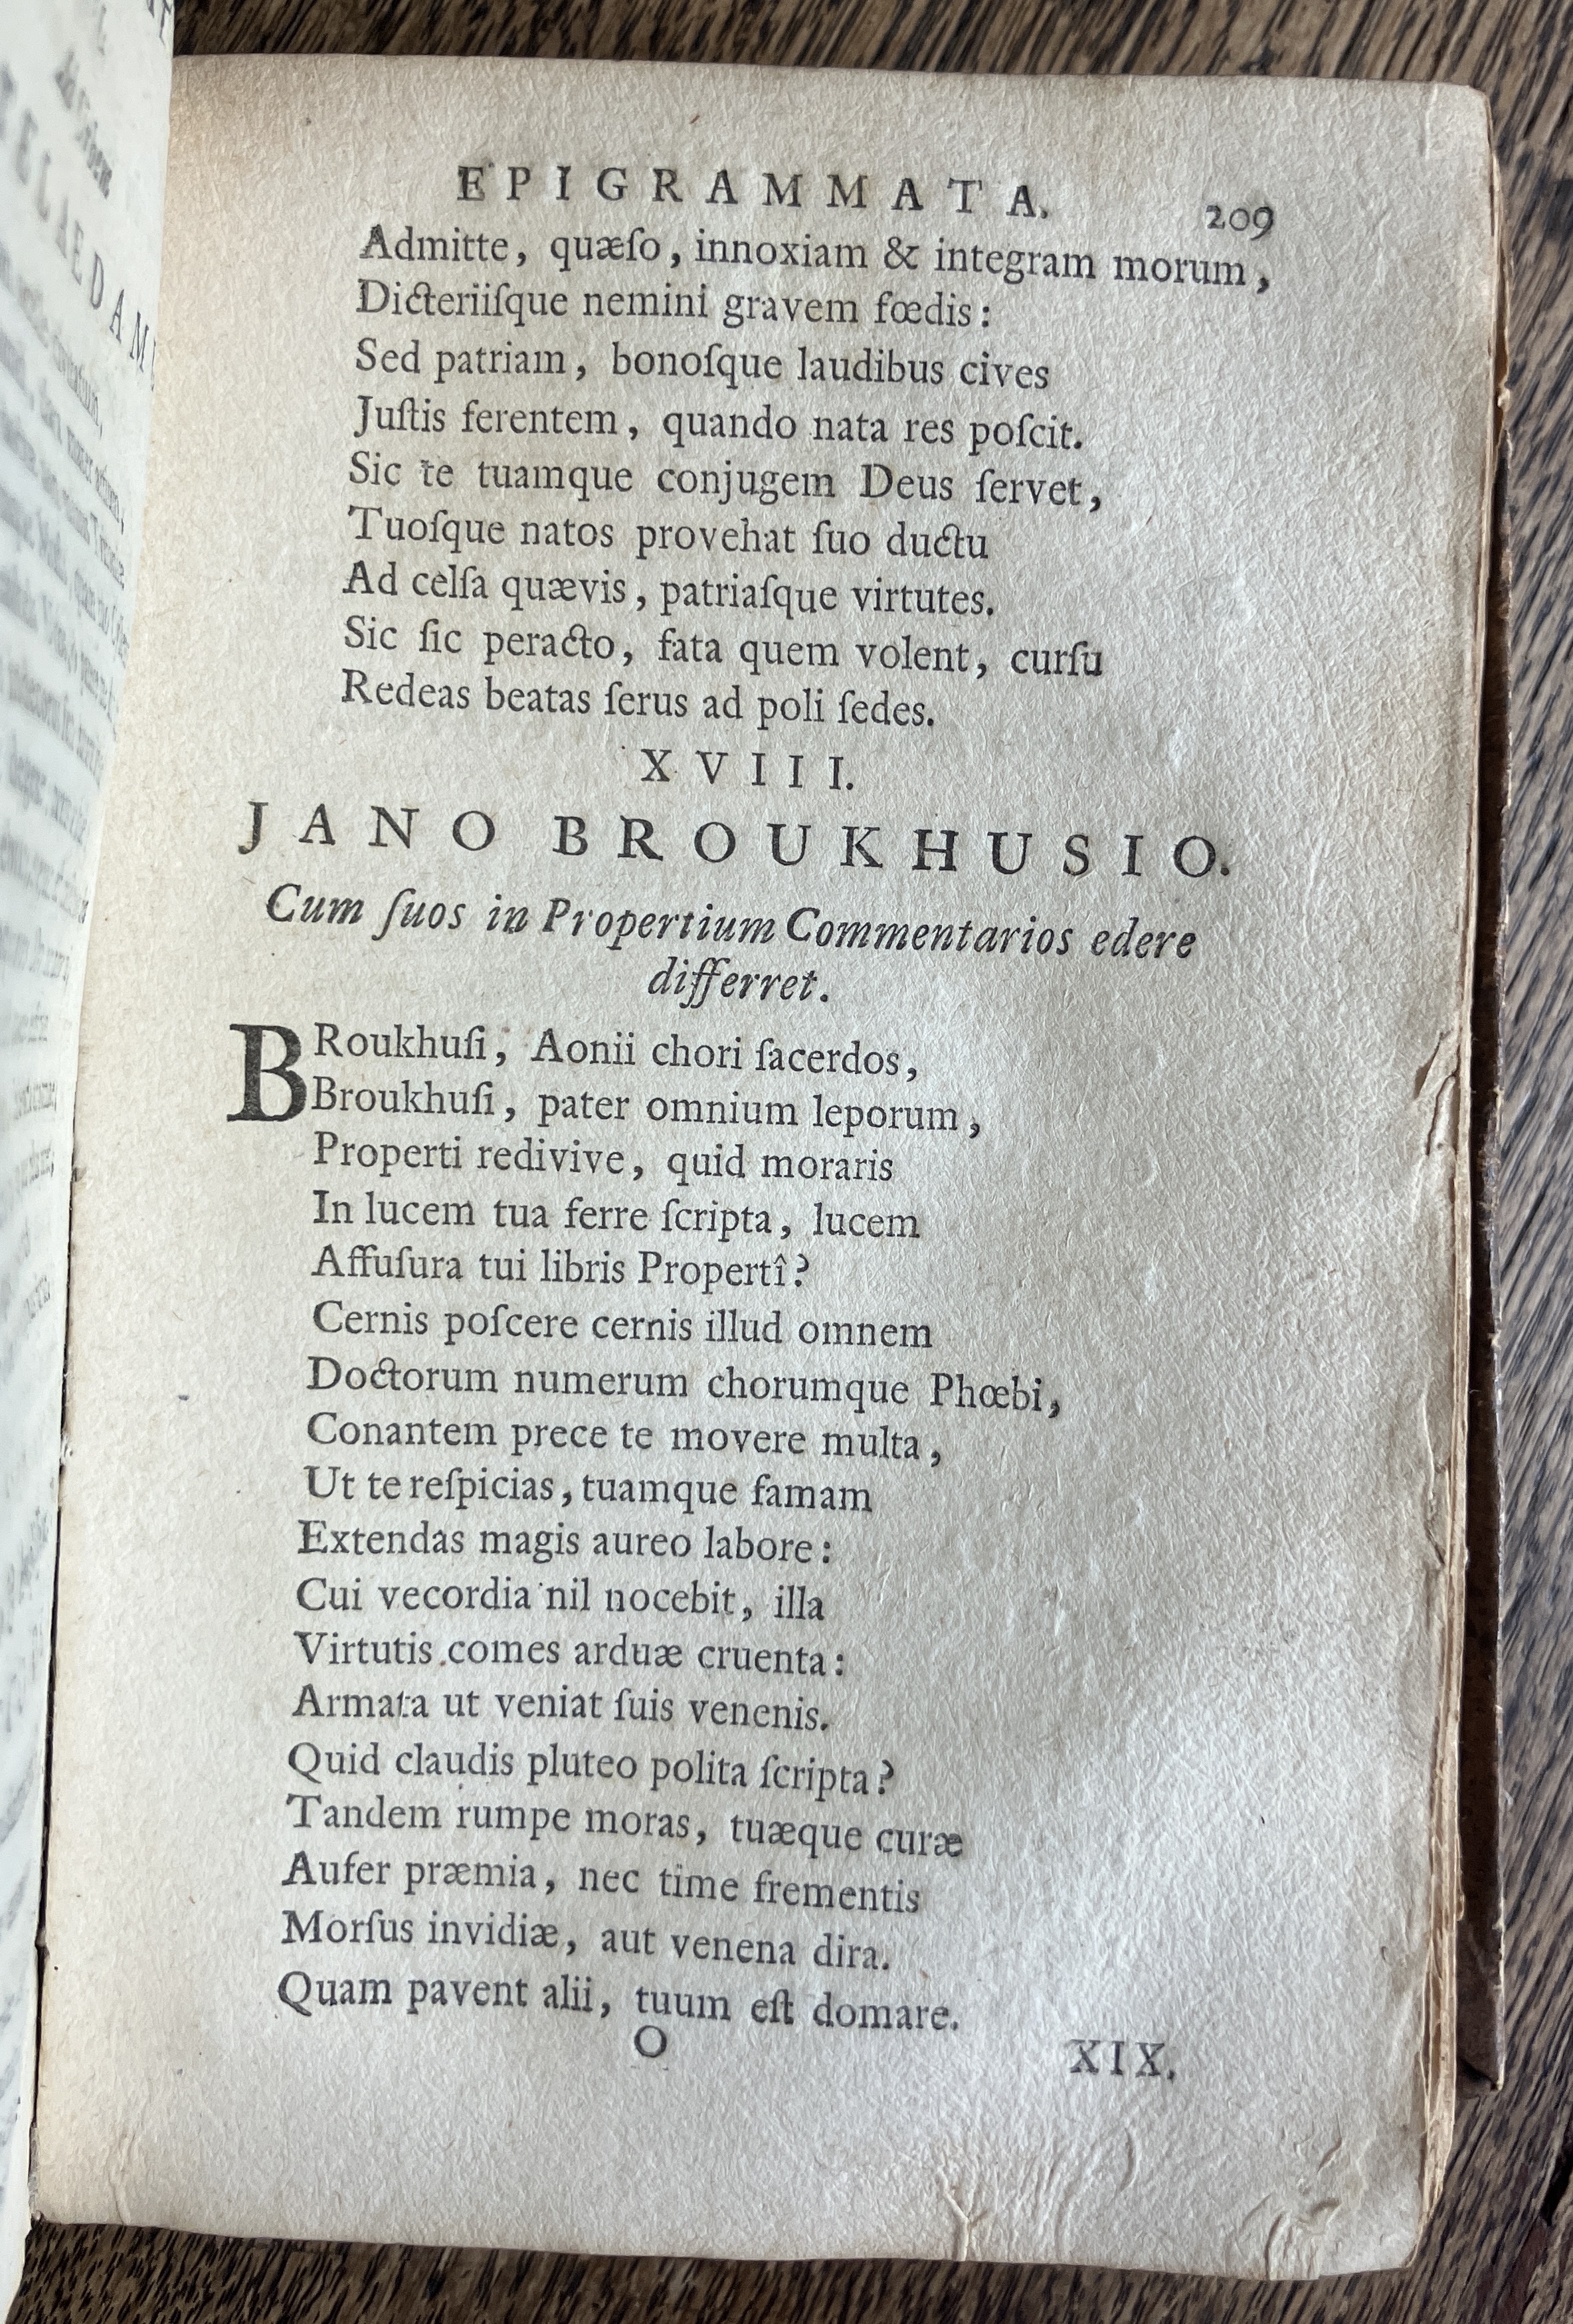 EPIGRAMMATA. 209
Admitte, quæſo, innoxiam & integram morum,
Dicteriiſque nemini gravem fœdis:
Sed patriam, bonoſque laudibus cives
Juſtis ferentem, quando nata res poſcit.
Sic te tuamque conjugem Deus ſervet,
Tuoſque natos provehat ſuo ductu
Ad celſa quævis, patriaſque virtutes.
Sic ſic peracto, fata quem volent, curſu
Redeas beatas ſerus ad poli ſedes.
XVIII.
JANO BROUKHUSIO.
Cum ſuos in Propertium Commentarios edere
differret.
BRoukhuſi, Aonii chori ſacerdos,
Broukhuſi, pater omnium leporum,
Properti redivive, quid moraris
In lucem tua ferre ſcripta, lucem
Affuſura tui libris Propertî?
Cernis poſcere cernis illud omnem
Doctorum numerum chorumque Phœbi,
Conantem prece te movere multa,
Ut te reſpicias, tuamque famam
Extendas magis aureo labore:
Cui vecordia nil nocebit, illa
Virtutis comes arduæ cruenta:
Armata ut veniat ſuis venenis.
Quid claudis pluteo polita ſcripta?
Tandem rumpe moras, tuæque curæ
Aufer præmia, nec time frementis
Morſus invidiæ, aut venena dira.
Quam pavent alii, tuum eſt domare.
O XIX.